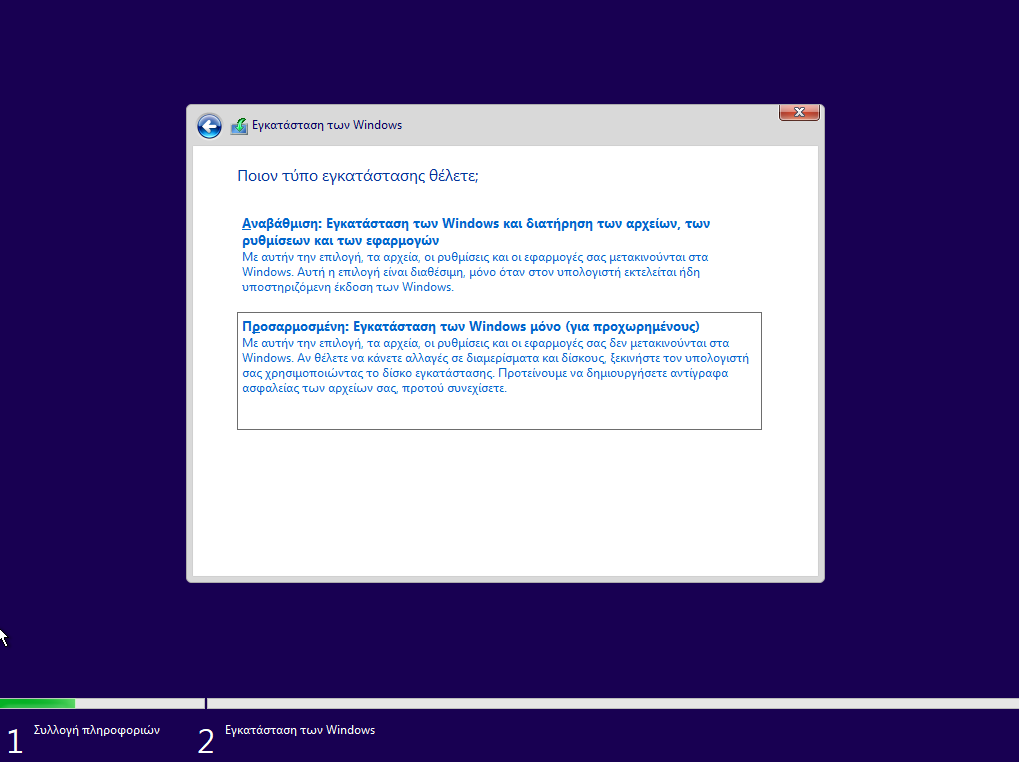 Εγκατάσταση των Windows
Ποιον τύπο εγκατάστασης θέλετε;
Αναβάθμιση: Εγκατάσταση των Windows και διατήρηση των αρχείων, των
ρυθμίσεων και των εφαρμογών
Με αυτήν την επιλογή, τα αρχεία, οι ρυθμίσεις και οι εφαρμογές σας μετακινούνται στα
Windows. Αυτή η επιλογή είναι διαθέσιμη, μόνο όταν στον υπολογιστή εκτελείται ήδη
υποστηριζόμενη έκδοση των Windows.
Προσαρμοσμένη: Εγκατάσταση των Windows μόνο (για προχωρημένους)
Με αυτήν την επιλογή, τα αρχεία, οι ρυθμίσεις και οι εφαρμογές σας δεν μετακινούνται στα
Windows. Αν θέλετε να κάνετε αλλαγές σε διαμερίσματα και δίσκους, ξεκινήστε τον υπολογιστή
σας χρησιμοποιώντας το δίσκο εγκατάστασης. Προτείνουμε να δημιουργήσετε αντίγραφα
ασφαλείας των αρχείων σας, προτού συνεχίσετε.
1 Συλλογή πληροφοριών
2 Εγκατάσταση των Windows